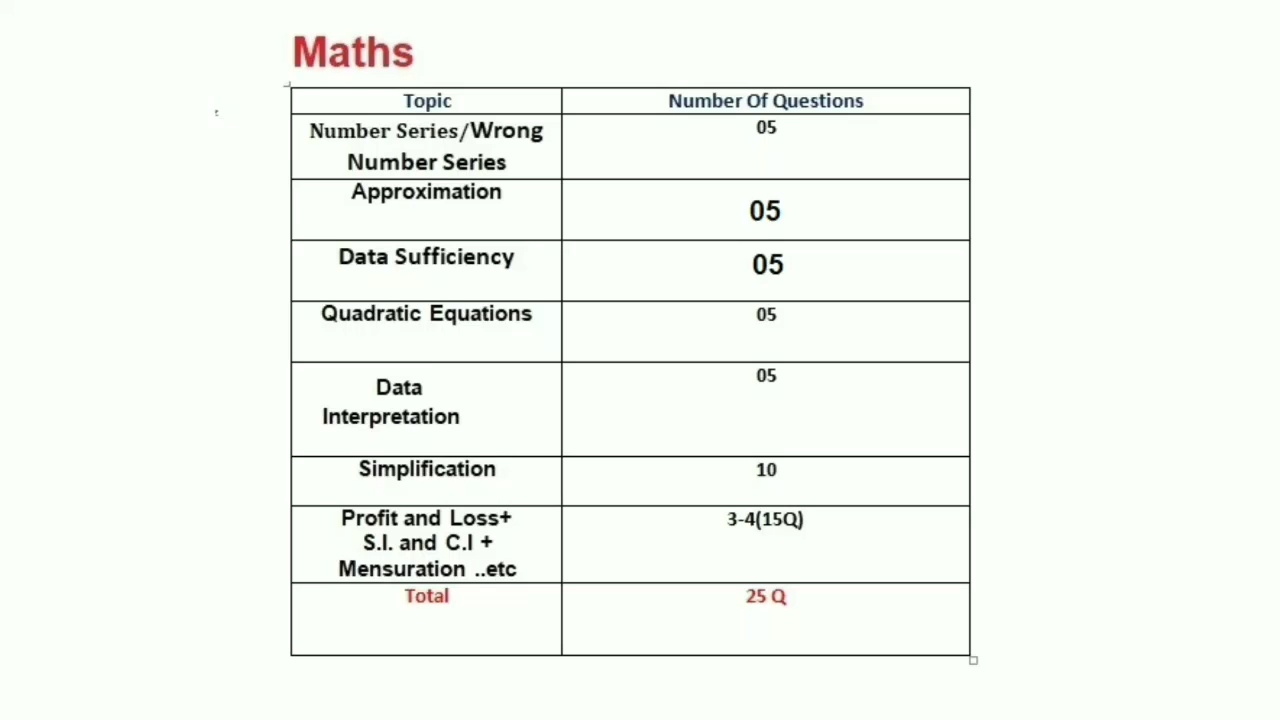 Maths
Topic Number Of Questions
Number Series/Wrong 05
Number Series
Approximation
05
Data Sufficiency 05
Quadratic Equations 05
05
Data
Interpretation
Simplification 10
Profit and Loss+ 3-4(15Q)
S.I. and C.I +
Mensuration ..etc
Total 25 Q